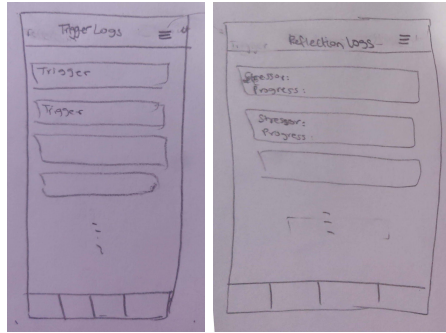 Trigger Logs
Trigger
Trigger
Reflection Logs
Stressor:
Progress:
Stressor:
Progress: